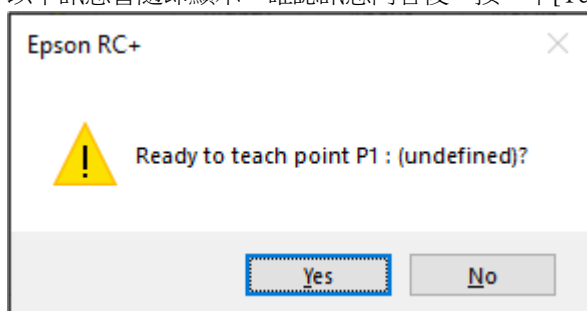 Epson RC+
Ready to teach point P1 : (undefined)?
Yes
No